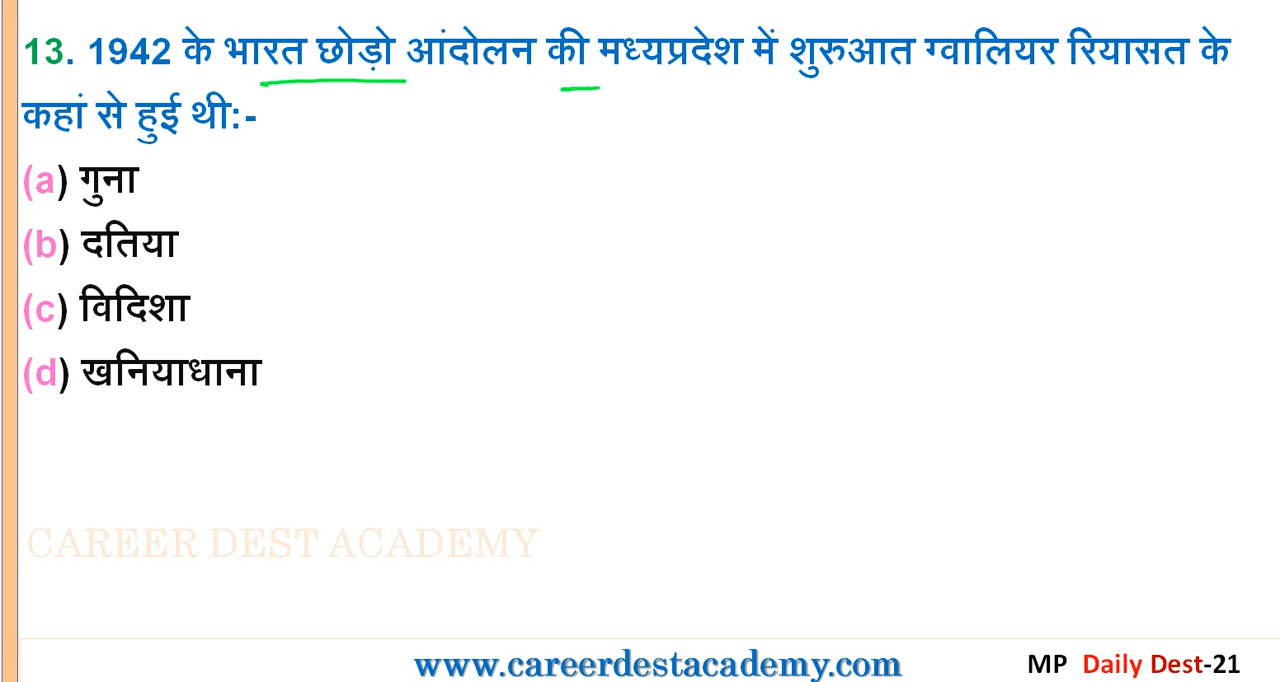 13. 1942 के भारत छोड़ो आंदोलन की मध्यप्रदेश में शुरुआत ग्वालियर रियासत के
कहां से हुई थी:-
(a) गुना
(b) दतिया
(c) विदिशा
(d) खनियाधाना
CAREER DEST ACADEMY
www.careerdestacademy.com
MP Daily Dest-21